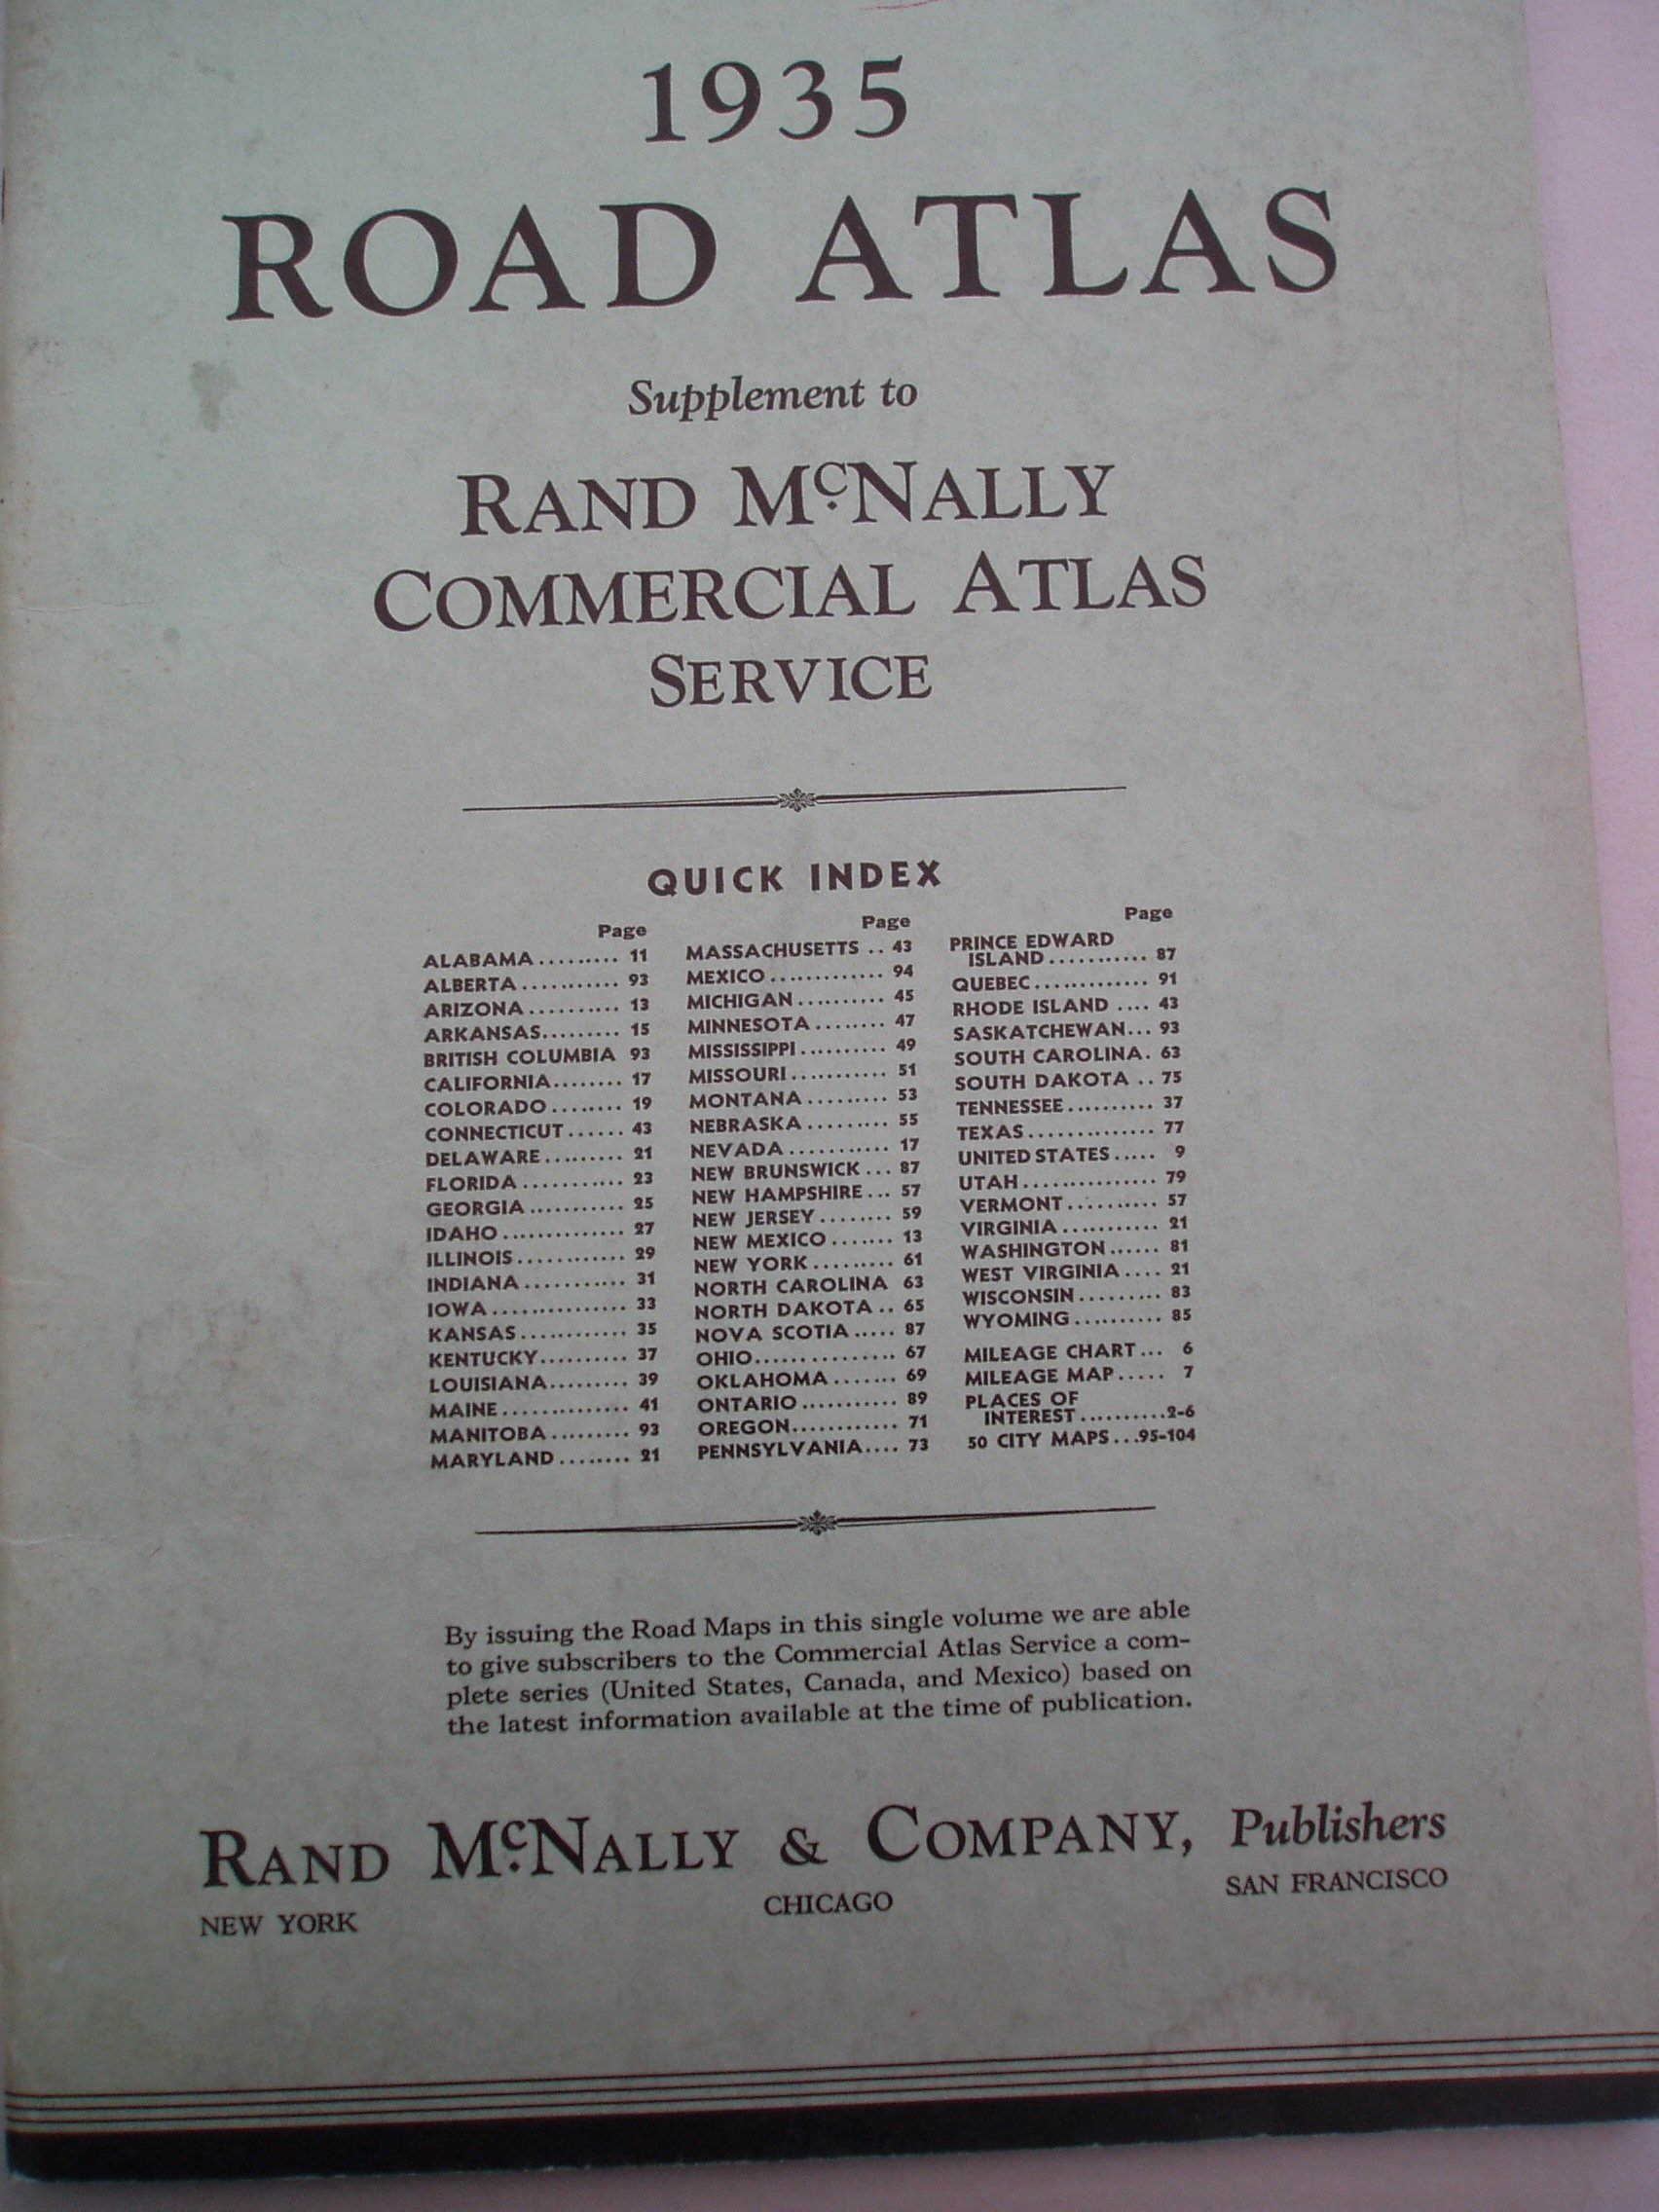 1935
ROAD ATLAS
Supplement to
RAND McNALLY
COMMERCIAL ATLAS
SERVICE
QUICK INDEX
Page
ALABAMA......... 11
ALBERTA........... 93
ARIZONA.......... 13
ARKANSAS......... 15
BRITISH COLUMBIA 93
CALIFORNIA........ 17
COLORADO........ 19
CONNECTICUT...... 43
DELAWARE......... 21
FLORIDA........... 23
GEORGIA........... 25
IDAHO.............. 27
ILLINOIS............ 29
INDIANA........... 31
IOWA............... 33
KANSAS............ 35
KENTUCKY.......... 37
LOUISIANA......... 39
MAINE.............. 41
MANITOBA......... 93
MARYLAND........ 21
Page
MASSACHUSETTS .. 43
MEXICO............. 94
MICHIGAN.......... 45
MINNESOTA........ 47
MISSISSIPPI.......... 49
MISSOURI........... 51
MONTANA......... 53
NEBRASKA......... 55
NEVADA........... 17
NEW BRUNSWICK... 87
NEW HAMPSHIRE... 57
NEW JERSEY........ 59
NEW MEXICO....... 13
NEW YORK......... 61
NORTH CAROLINA 63
NORTH DAKOTA.. 65
NOVA SCOTIA..... 87
OHIO............... 67
OKLAHOMA....... 69
ONTARIO........... 89
OREGON............ 71
PENNSYLVANIA.... 73
Page
PRINCE EDWARD
ISLAND........... 87
QUEBEC............. 91
RHODE ISLAND .... 43
SASKATCHEWAN... 93
SOUTH CAROLINA. 63
SOUTH DAKOTA .. 75
TENNESSEE.......... 37
TEXAS.............. 77
UNITED STATES..... 9
UTAH............... 79
VERMONT.......... 57
VIRGINIA........... 21
WASHINGTON...... 81
WEST VIRGINIA.... 21
WISCONSIN......... 83
WYOMING.......... 85
MILEAGE CHART... 6
MILEAGE MAP..... 7
PLACES OF
INTEREST..........2-6
50 CITY MAPS...95-104
By issuing the Road Maps in this single volume we are able
to give subscribers to the Commercial Atlas Service a com-
plete series (United States, Canada, and Mexico) based on
the latest information available at the time of publication.
RAND McNALLY & COMPANY, Publishers
NEW YORK CHICAGO SAN FRANCISCO